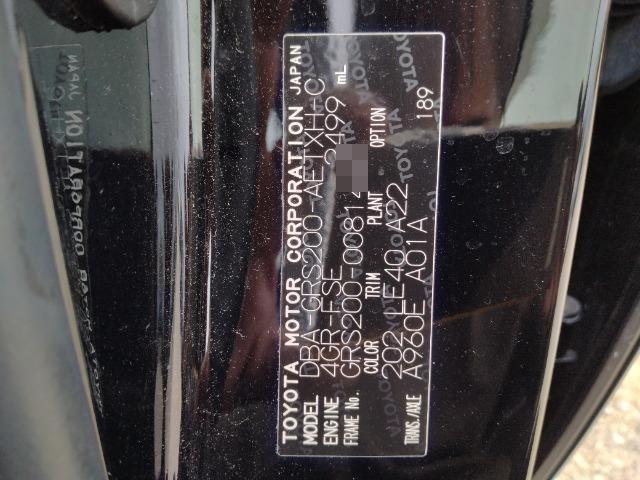 TOYOTA MOTOR CORPORATION JAPAN
MODEL DBA-GRS200-AETXH-C
ENGINE 4GR-FSE 2499 mL
FRAME No. GRS200-00814
COLOR TRIM PLANT OPTION
202 LE40 A22
TRANS./AXLE A960E A01A 189